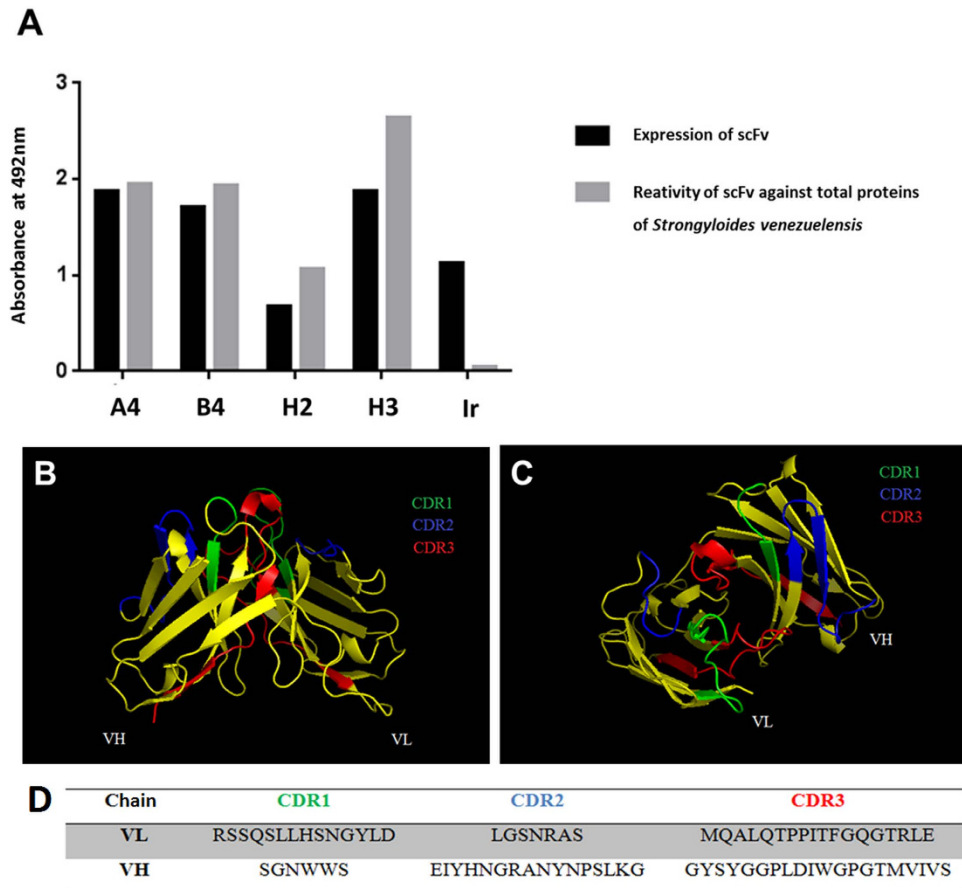 A
Absorbance at 492nm
3
2
1
0
A4 B4 H2 H3 Ir
Expression of scFv
Reativity of scFv against total proteins
of Strongyloides venezuelensis
B
CDR1
CDR2
CDR3
VH
VL
C
CDR1
CDR2
CDR3
VH
VL
D
Chain CDR1 CDR2 CDR3
VL RSSQSLLHSNGYLD LGSNRAS MQALQTPPITFGQGTRLE
VH SGNWWS EIYHNGRANYNPSLKG GYSYGGPLDIWGPGTMVIVS